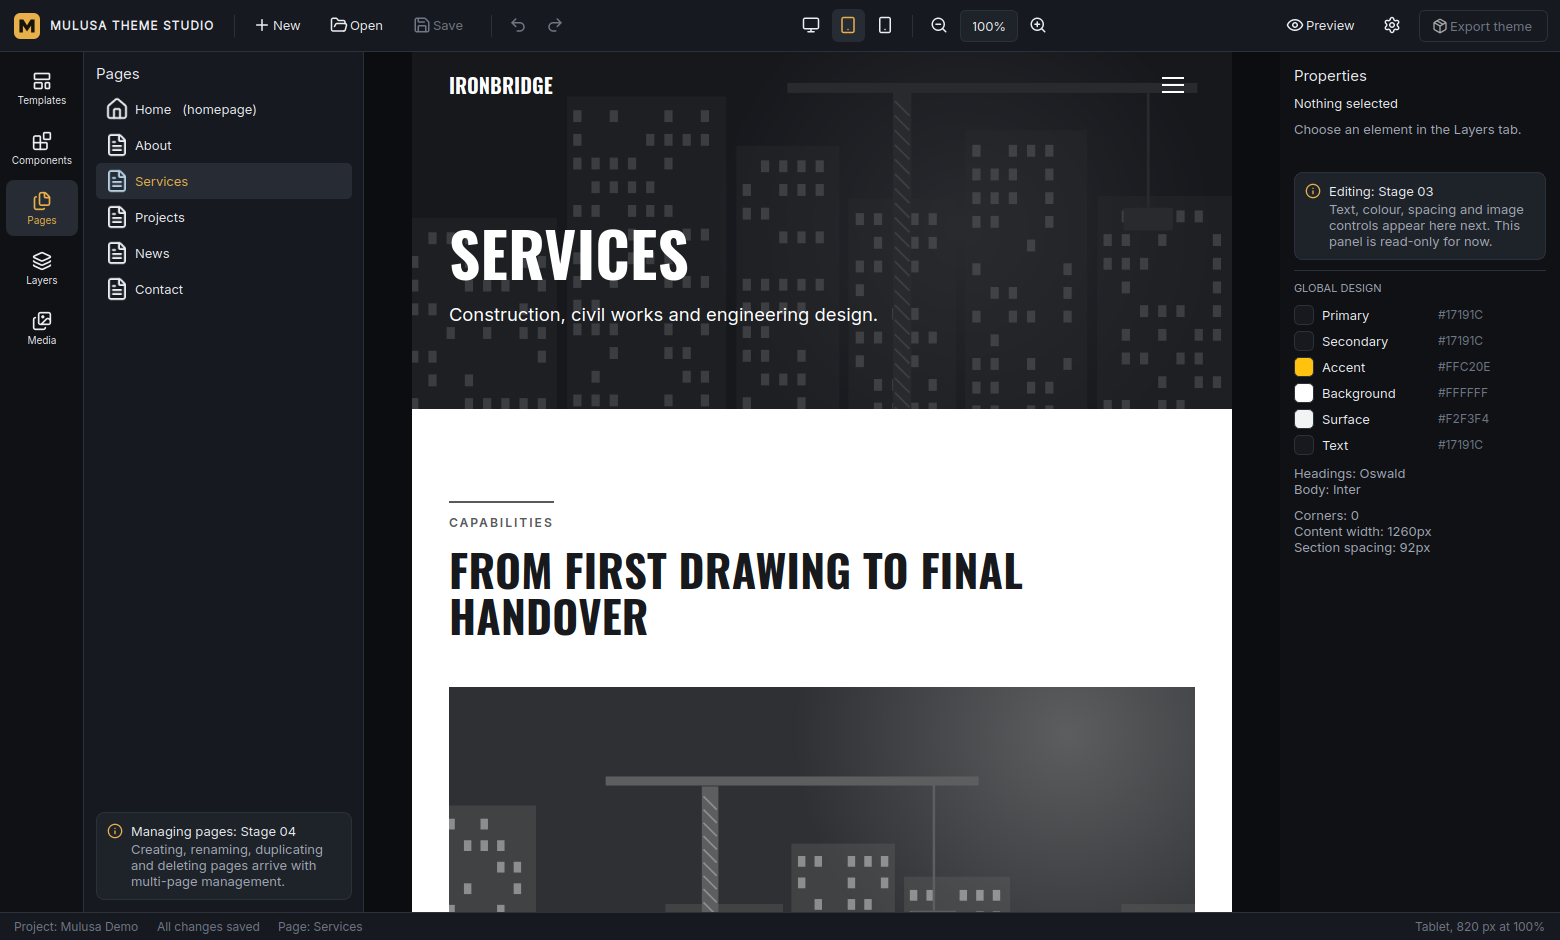 MULUSA THEME STUDIO
New
Open
Save
100%
Preview
Export theme
Templates
Components
Pages
Layers
Media
Pages
Home (homepage)
About
Services
Projects
News
Contact
Managing pages: Stage 04
Creating, renaming, duplicating
and deleting pages arrive with
multi-page management.
IRONBRIDGE
SERVICES
Construction, civil works and engineering design.
CAPABILITIES
FROM FIRST DRAWING TO FINAL
HANDOVER
Properties
Nothing selected
Choose an element in the Layers tab.
Editing: Stage 03
Text, colour, spacing and image
controls appear here next. This
panel is read-only for now.
GLOBAL DESIGN
Primary #17191C
Secondary #17191C
Accent #FFC20E
Background #FFFFFF
Surface #F2F3F4
Text #17191C
Headings: Oswald
Body: Inter
Corners: 0
Content width: 1260px
Section spacing: 92px
Project: Mulusa Demo All changes saved Page: Services
Tablet, 820 px at 100%